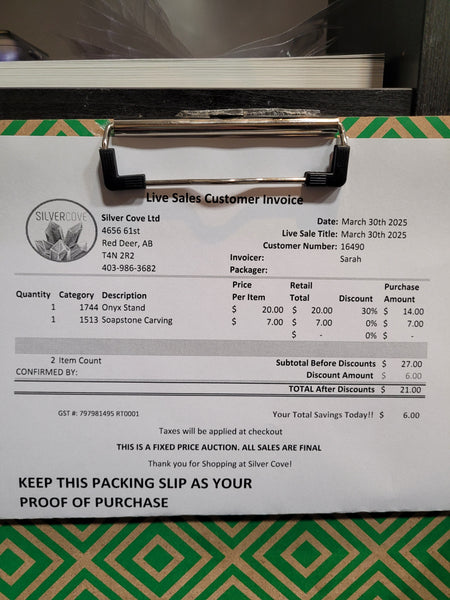 Live Sales Customer Invoice
SILVERCOVE
Silver Cove Ltd
4656 61st
Red Deer, AB
T4N 2R2
403-986-3682
Date: March 30th 2025
Live Sale Title: March 30th 2025
Customer Number: 16490
Invoicer: Sarah
Packager:
Quantity Category Description Price Per Item Retail Total Discount Purchase Amount
1 1744 Onyx Stand $ 20.00 $ 20.00 30% $ 14.00
1 1513 Soapstone Carving $ 7.00 $ 7.00 0% $ 7.00
$ - 0% $ -
2 Item Count Subtotal Before Discounts $ 27.00
CONFIRMED BY: Discount Amount $ 6.00
TOTAL After Discounts $ 21.00
GST #: 797981495 RT0001 Your Total Savings Today!! $ 6.00
Taxes will be applied at checkout
THIS IS A FIXED PRICE AUCTION. ALL SALES ARE FINAL
Thank you for Shopping at Silver Cove!
KEEP THIS PACKING SLIP AS YOUR
PROOF OF PURCHASE